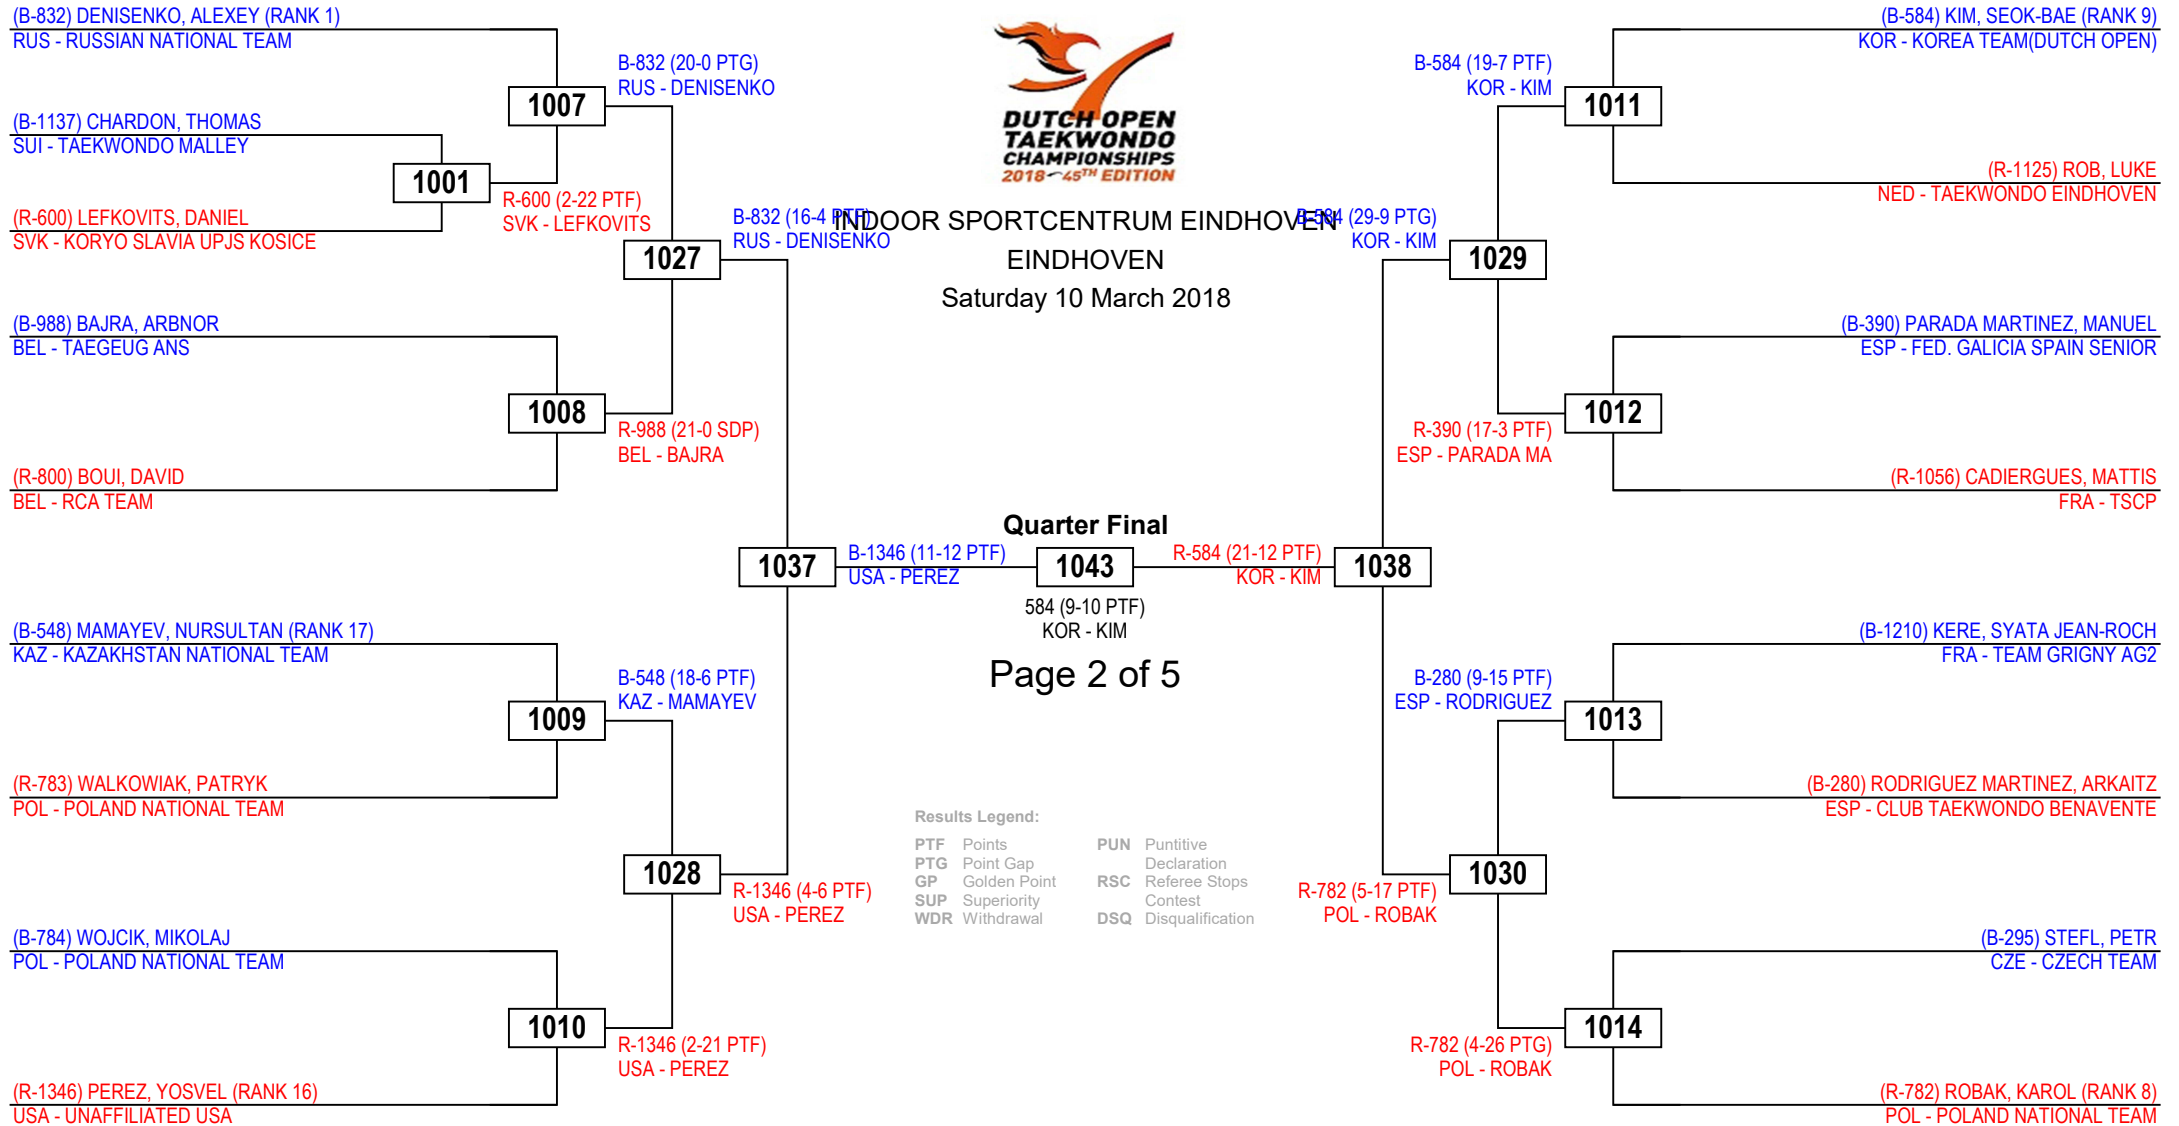 (B-832) DENISENKO, ALEXEY (RANK 1)
RUS - RUSSIAN NATIONAL TEAM
(B-1137) CHARDON, THOMAS
SUI - TAEKWONDO MALLEY
(R-600) LEFKOVITS, DANIEL
SVK - KORYO SLAVIA UPJS KOSICE
(B-988) BAJRA, ARBNOR
BEL - TAEGEUG ANS
(R-800) BOUI, DAVID
BEL - RCA TEAM
(B-548) MAMAYEV, NURSULTAN (RANK 17)
KAZ - KAZAKHSTAN NATIONAL TEAM
(R-783) WALKOWIAK, PATRYK
POL - POLAND NATIONAL TEAM
(B-784) WOJCIK, MIKOLAJ
POL - POLAND NATIONAL TEAM
(R-1346) PEREZ, YOSVEL (RANK 16)
USA - UNAFFILIATED USA
1001
R-600 (2-22 PTF)
SVK - LEFKOVITS
1007
B-832 (20-0 PTG)
RUS - DENISENKO
1008
R-988 (21-0 SDP)
BEL - BAJRA
1009
B-548 (18-6 PTF)
KAZ - MAMAYEV
1010
R-1346 (2-21 PTF)
USA - PEREZ
1027
B-832 (16-4 PTF)
RUS - DENISENKO
1028
R-1346 (4-6 PTF)
USA - PEREZ
1037
B-1346 (11-12 PTF)
USA - PEREZ
DUTCH OPEN
TAEKWONDO
CHAMPIONSHIPS
2018 45TH EDITION
INDOOR SPORTCENTRUM EINDHOVEN
EINDHOVEN
Saturday 10 March 2018
Quarter Final
1043
584 (9-10 PTF)
KOR - KIM
Page 2 of 5
Results Legend:
PTF Points
PTG Point Gap
GP Golden Point
SUP Superiority
WDR Withdrawal
PUN Puntitive
Declaration
RSC Referee Stops
Contest
DSQ Disqualification
R-584 (21-12 PTF)
KOR - KIM
1038
B-584 (29-9 PTG)
KOR - KIM
1029
R-782 (5-17 PTF)
POL - ROBAK
1030
B-584 (19-7 PTF)
KOR - KIM
1011
R-390 (17-3 PTF)
ESP - PARADA MA
1012
B-280 (9-15 PTF)
ESP - RODRIGUEZ
1013
R-782 (4-26 PTG)
POL - ROBAK
1014
(B-584) KIM, SEOK-BAE (RANK 9)
KOR - KOREA TEAM(DUTCH OPEN)
(R-1125) ROB, LUKE
NED - TAEKWONDO EINDHOVEN
(B-390) PARADA MARTINEZ, MANUEL
ESP - FED. GALICIA SPAIN SENIOR
(R-1056) CADIERGUES, MATTIS
FRA - TSCP
(B-1210) KERE, SYATA JEAN-ROCH
FRA - TEAM GRIGNY AG2
(B-280) RODRIGUEZ MARTINEZ, ARKAITZ
ESP - CLUB TAEKWONDO BENAVENTE
(B-295) STEFL, PETR
CZE - CZECH TEAM
(R-782) ROBAK, KAROL (RANK 8)
POL - POLAND NATIONAL TEAM